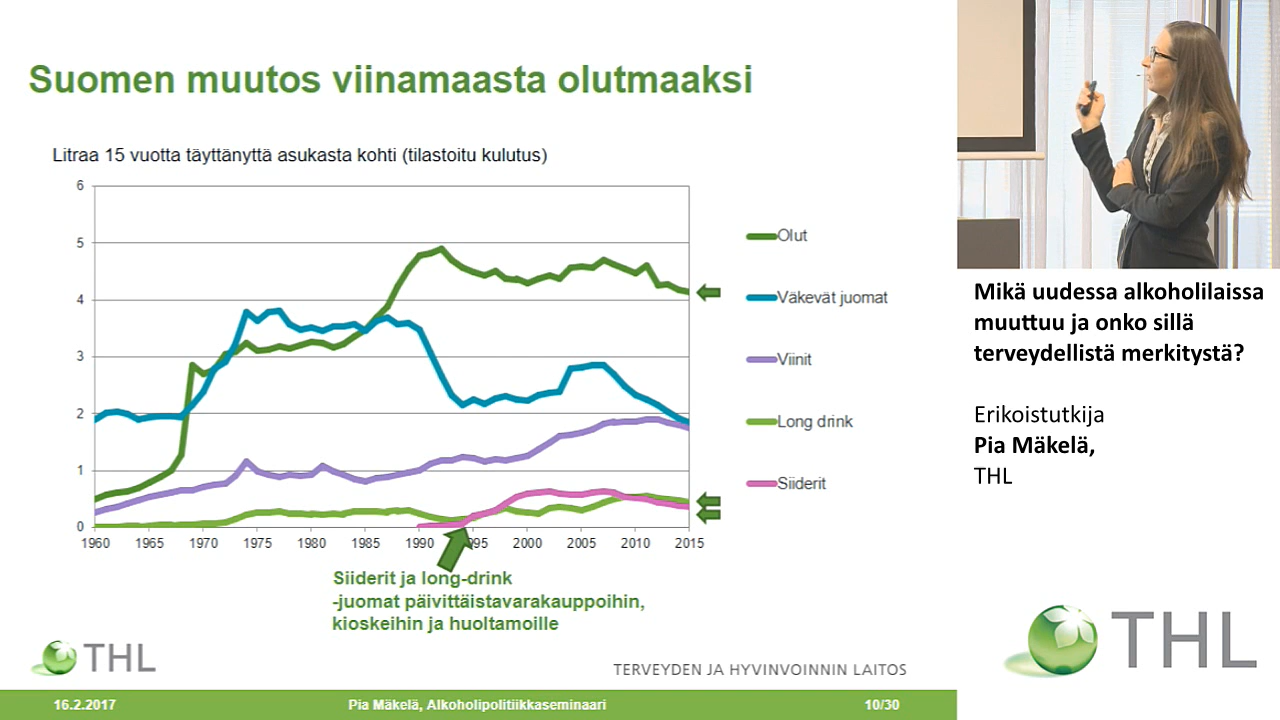 Suomen muutos viinamaasta olutmaaksi
Litraa 15 vuotta täyttänyttä asukasta kohti (tilastoitu kulutus)
6
5
4
3
2
1
0
1960 1965 1970 1975 1980 1985 1990 1995 2000 2005 2010 2015
Olut
Väkevät juomat
Viinit
Long drink
Siiderit
Siiderit ja long-drink
-juomat päivittäistavarakauppoihin,
kioskeihin ja huoltamoille
THL
TERVEYDEN JA HYVINVOINNIN LAITOS
16.2.2017 Pia Mäkelä, Alkoholipolitiikkaseminaari 10/30
Mikä uudessa alkoholilaissa
muuttuu ja onko sillä
terveydellistä merkitystä?
Erikoistutkija
Pia Mäkelä,
THL
THL